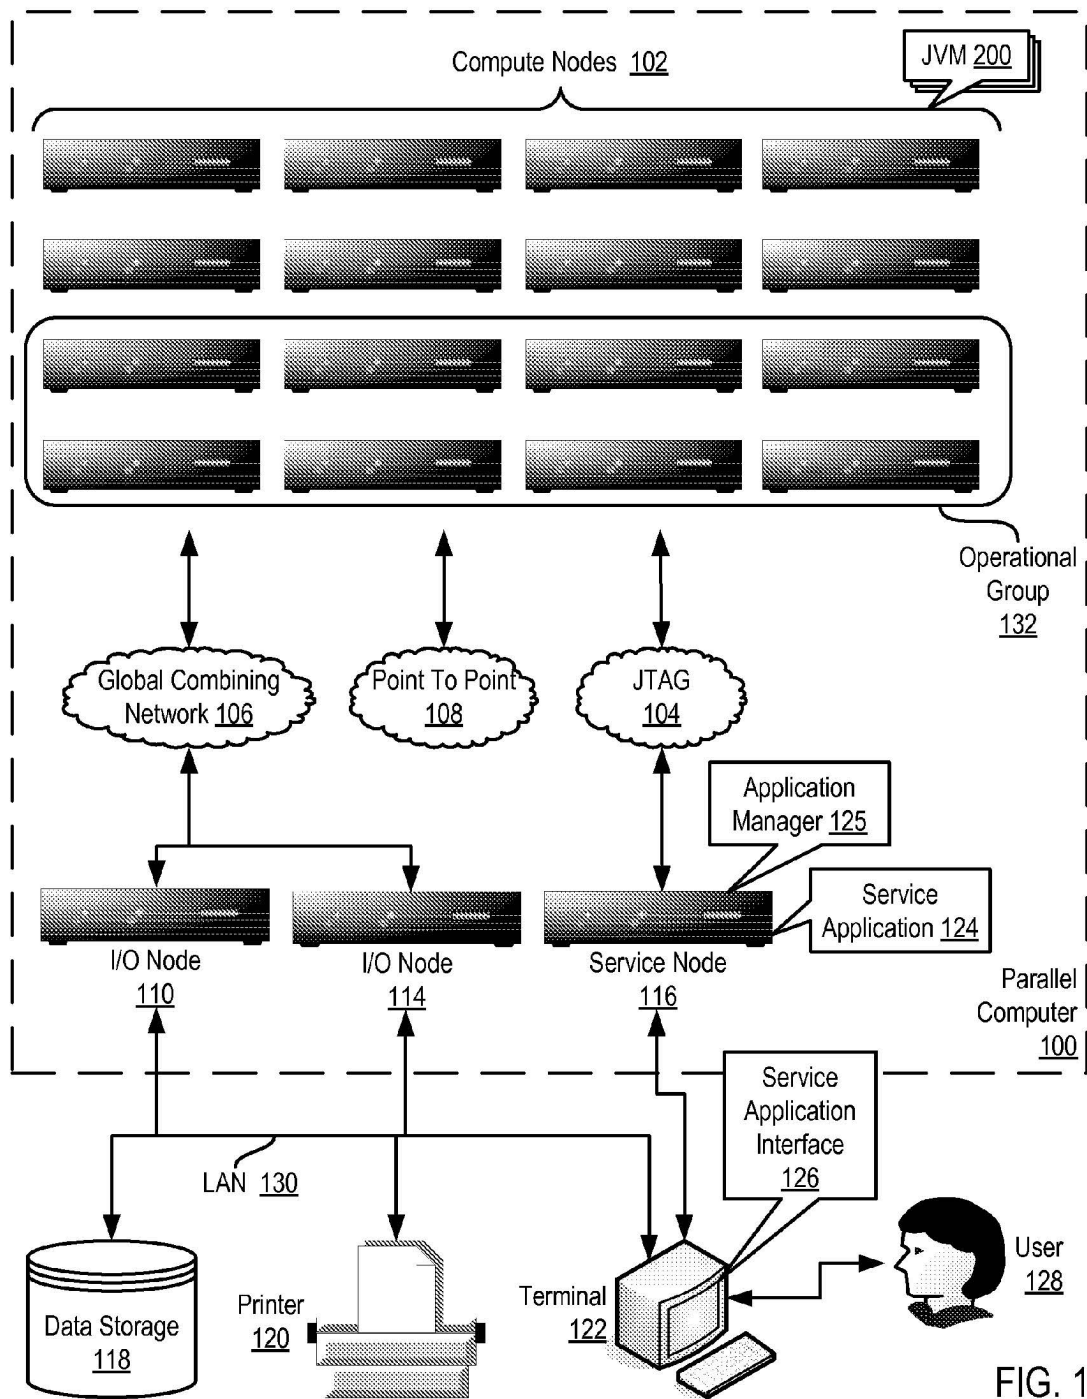 Compute Nodes 102
JVM 200
Operational
Group
132
Global Combining
Network 106
Point To Point
108
JTAG
104
Application
Manager 125
Service
Application 124
I/O Node
110
I/O Node
114
Service Node
116
Parallel
Computer
100
Service
Application
Interface
126
LAN 130
Data Storage
118
Printer
120
Terminal
122
User
128
FIG. 1